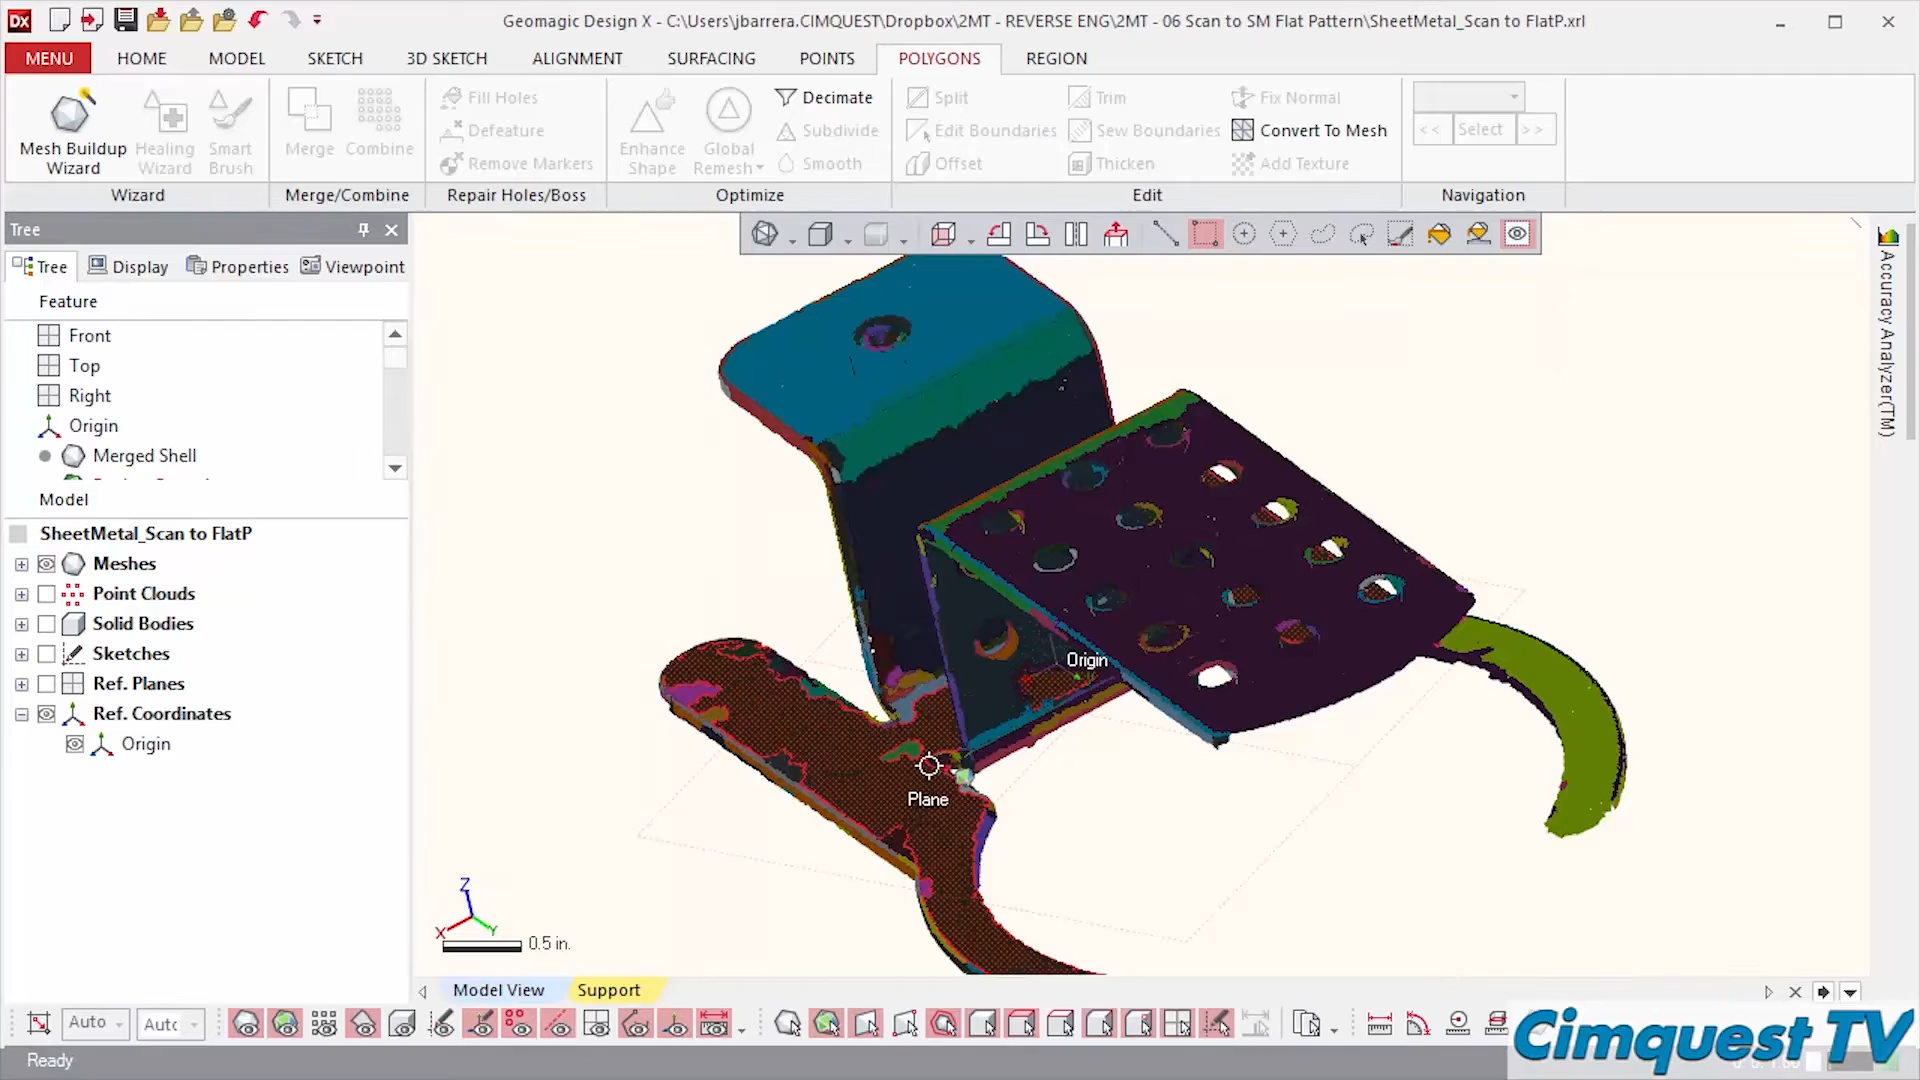 Dx
Geomagic Design X - C:\Users\jbarrera.CIMQUEST\Dropbox\2MT - REVERSE ENG\2MT - 06 Scan to SM Flat Pattern\SheetMetal_Scan to FlatP.xrl
MENU HOME MODEL SKETCH 3D SKETCH ALIGNMENT SURFACING POINTS POLYGONS REGION
Mesh Buildup Wizard
Healing Wizard
Smart Brush
Merge
Combine
Fill Holes
Defeature
Remove Markers
Enhance Shape
Global Remesh
Decimate
Subdivide
Smooth
Split
Edit Boundaries
Offset
Trim
Sew Boundaries
Thicken
Fix Normal
Convert To Mesh
Add Texture
<< Select >>
Wizard Merge/Combine Repair Holes/Boss Optimize Edit Navigation
Tree
Tree Display Properties Viewpoint
Feature
Front
Top
Right
Origin
Merged Shell
Model
SheetMetal_Scan to FlatP
Meshes
Point Clouds
Solid Bodies
Sketches
Ref. Planes
Ref. Coordinates
Origin
Accuracy Analyzer(TM)
Origin
Plane
Z
X
Y
0.5 in.
Model View Support
Auto
Ready
Cimquest TV